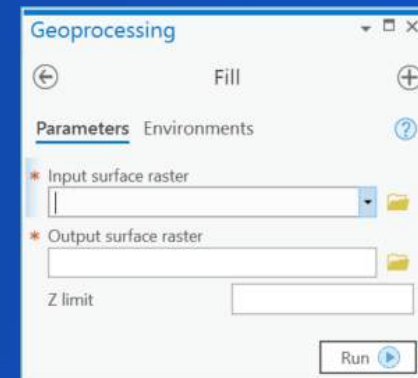 Geoprocessing
Fill
Parameters Environments
* Input surface raster
* Output surface raster
Z limit
Run